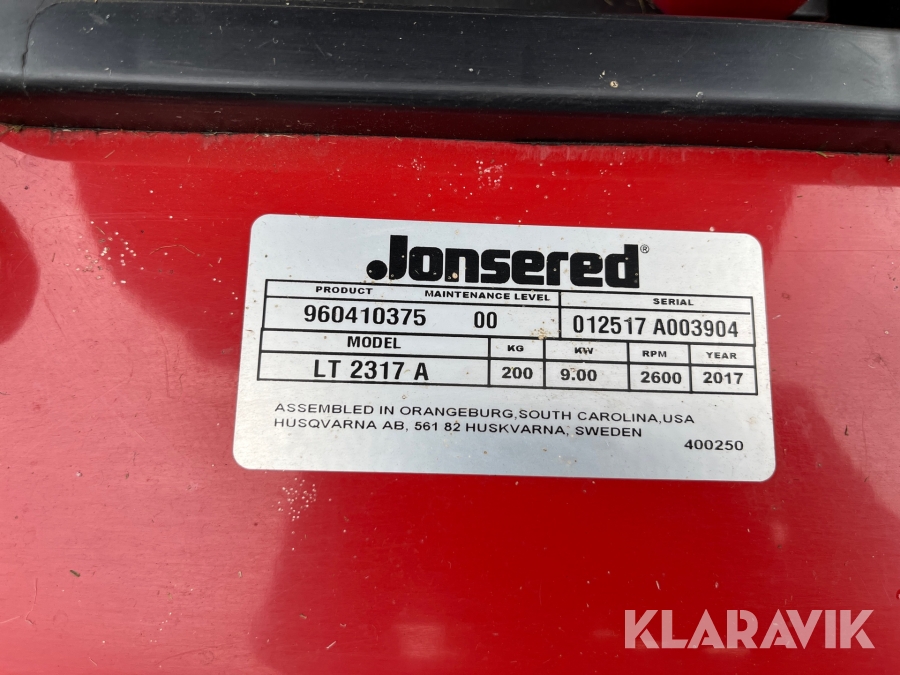 Jonsered®
PRODUCT MAINTENANCE LEVEL SERIAL
960410375 00 012517 A003904
MODEL KG KW RPM YEAR
LT 2317 A 200 9.00 2600 2017
ASSEMBLED IN ORANGEBURG,SOUTH CAROLINA,USA
HUSQVARNA AB, 561 82 HUSKVARNA, SWEDEN
400250
KLARAVIK